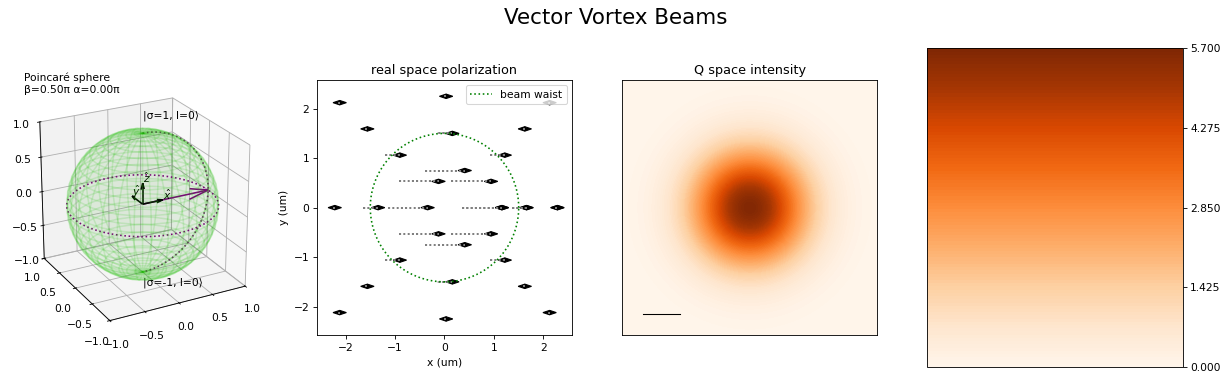 Vector Vortex Beams
Poincaré sphere
β=0.50π α=0.00π
|σ=1, l=0⟩
ẑ
ŷ
x̂
|σ=-1, l=0⟩
1.0
0.5
0.0
−0.5
−1.0
1.0
0.5
0.0
−0.5
−1.0
−1.0
−0.5
0.0
0.5
1.0
real space polarization
beam waist
y (um)
2
1
0
−1
−2
−2
−1
0
1
2
x (um)
Q space intensity
5.700
4.275
2.850
1.425
0.000